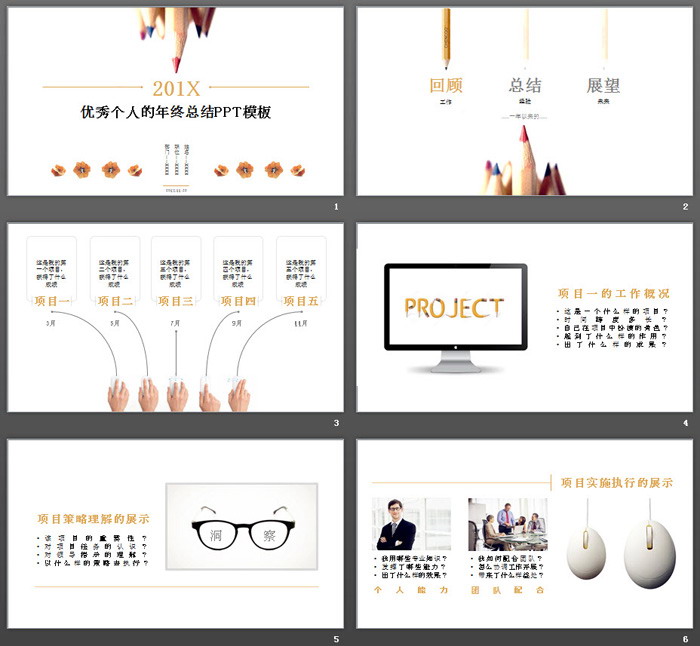 201X
优秀个人的年终总结PPT模板
1
回顾
工作
总结
经验
展望
未来
一年以来的
2
这是我的第一个项目，获得了什么成绩
这是我的第二个项目，获得了什么成绩
这是我的第三个项目，获得了什么成绩
这是我的第四个项目，获得了什么成绩
这是我的第五个项目，获得了什么成绩
项目一
项目二
项目三
项目四
项目五
3月
5月
7月
9月
11月
3
PROJECT
项目一的工作概况
• 这是一个什么样的项目？
• 时间跨度多长？
• 自己在项目中扮演的角色？
• 起到了什么样的作用？
• 出了什么样的成果？
4
项目策略理解的展示
• 该项目的重要性？
• 对项目任务的认识？
• 对领导指示的理解？
• 以什么样的策略去执行？
洞 察
5
项目实施执行的展示
• 我用哪些专业知识？
• 发挥了哪些能力？
• 出了什么样的效果？
个人能力
• 我如何配合团队？
• 怎么协调工作开展？
• 带来了什么样益处？
团队配合
6